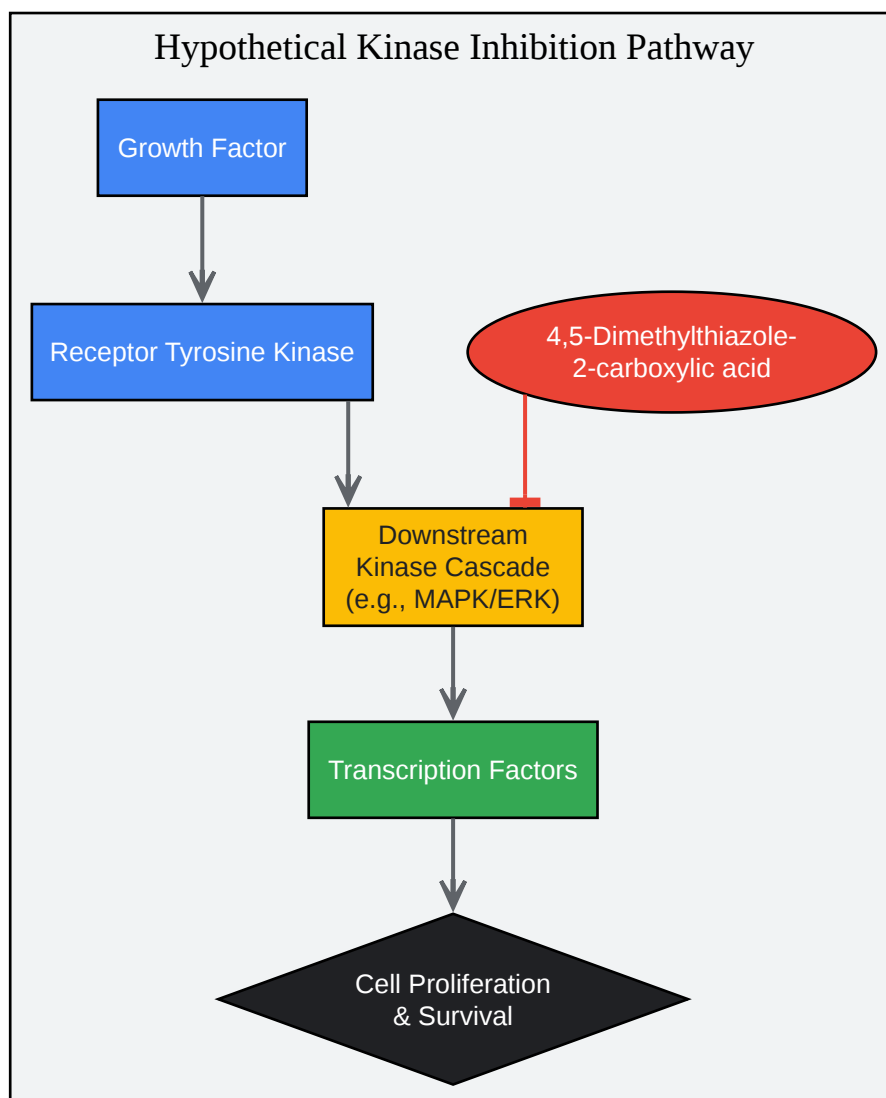 Hypothetical Kinase Inhibition Pathway
Growth Factor
Receptor Tyrosine Kinase
4,5-Dimethylthiazole-
2-carboxylic acid
Downstream
Kinase Cascade
(e.g., MAPK/ERK)
Transcription Factors
Cell Proliferation
& Survival